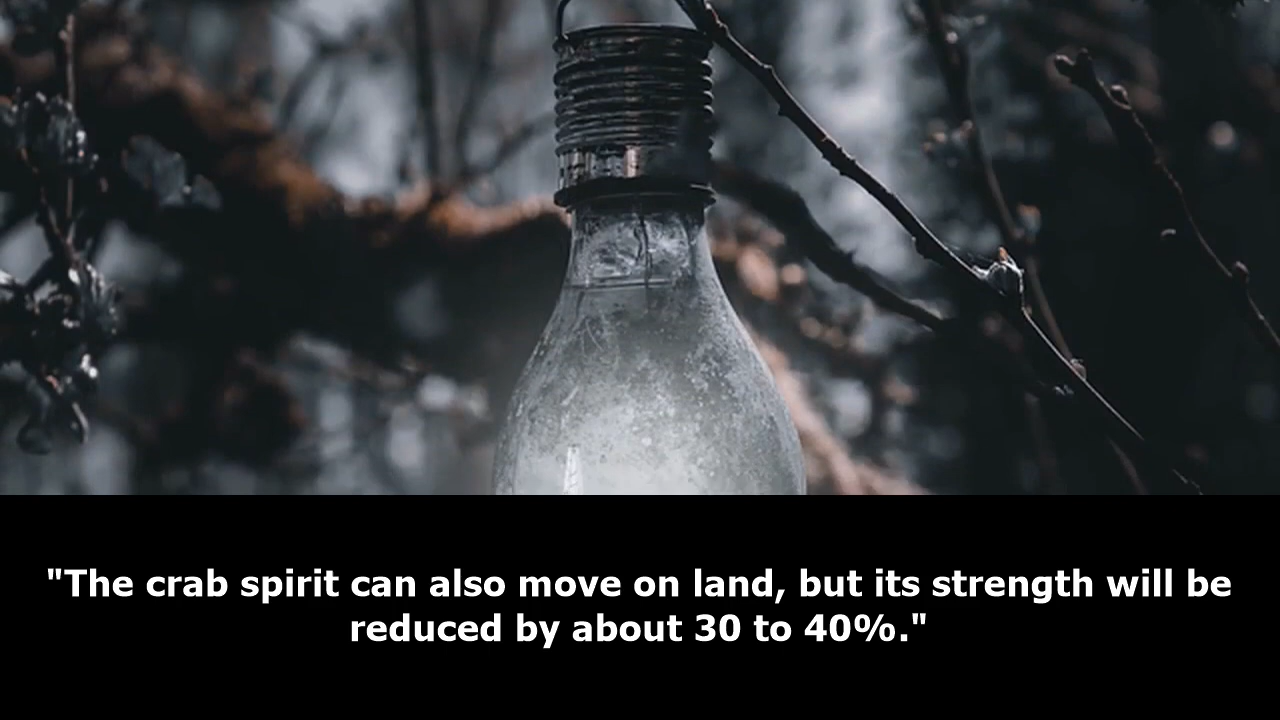 "The crab spirit can also move on land, but its strength will be
reduced by about 30 to 40%."